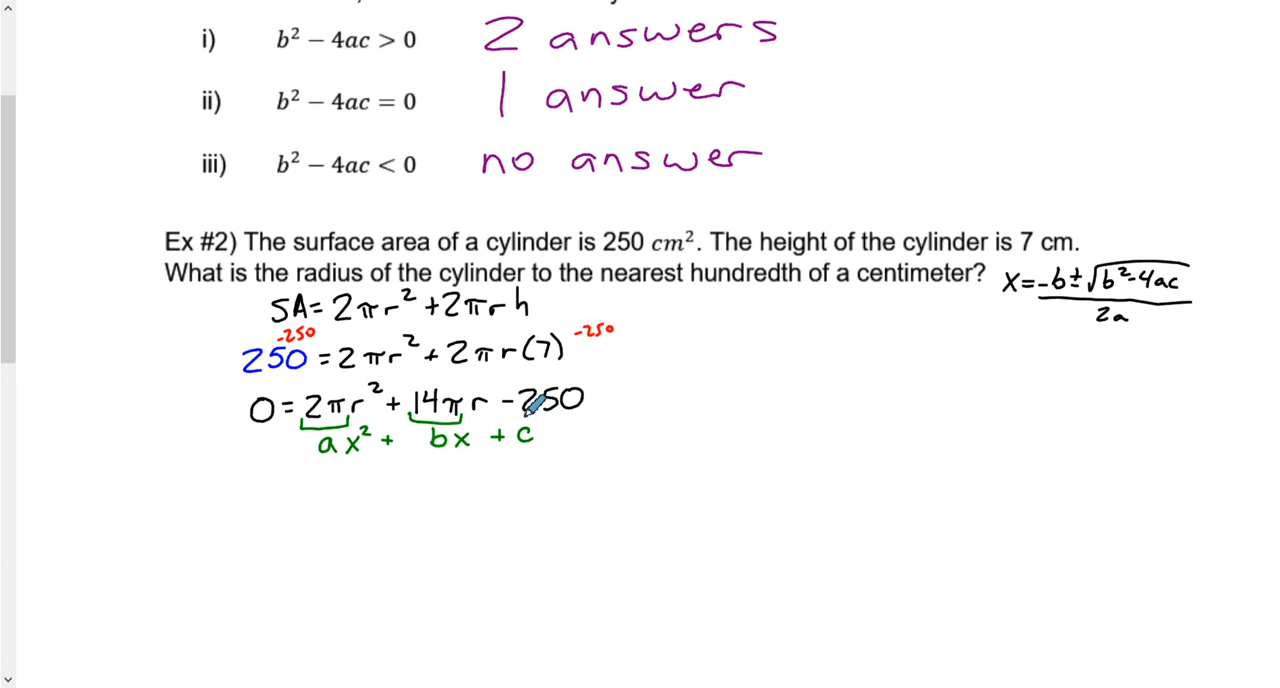 i) b² – 4ac > 0 2 answers
ii) b² – 4ac = 0 1 answer
iii) b² – 4ac < 0 no answer
Ex #2) The surface area of a cylinder is 250 cm². The height of the cylinder is 7 cm.
What is the radius of the cylinder to the nearest hundredth of a centimeter? x = -b ± √b²-4ac / 2a
SA = 2πr² + 2πrh
-250 -250
250 = 2πr² + 2πr(7)
0 = 2πr² + 14πr - 250
ax² + bx + c